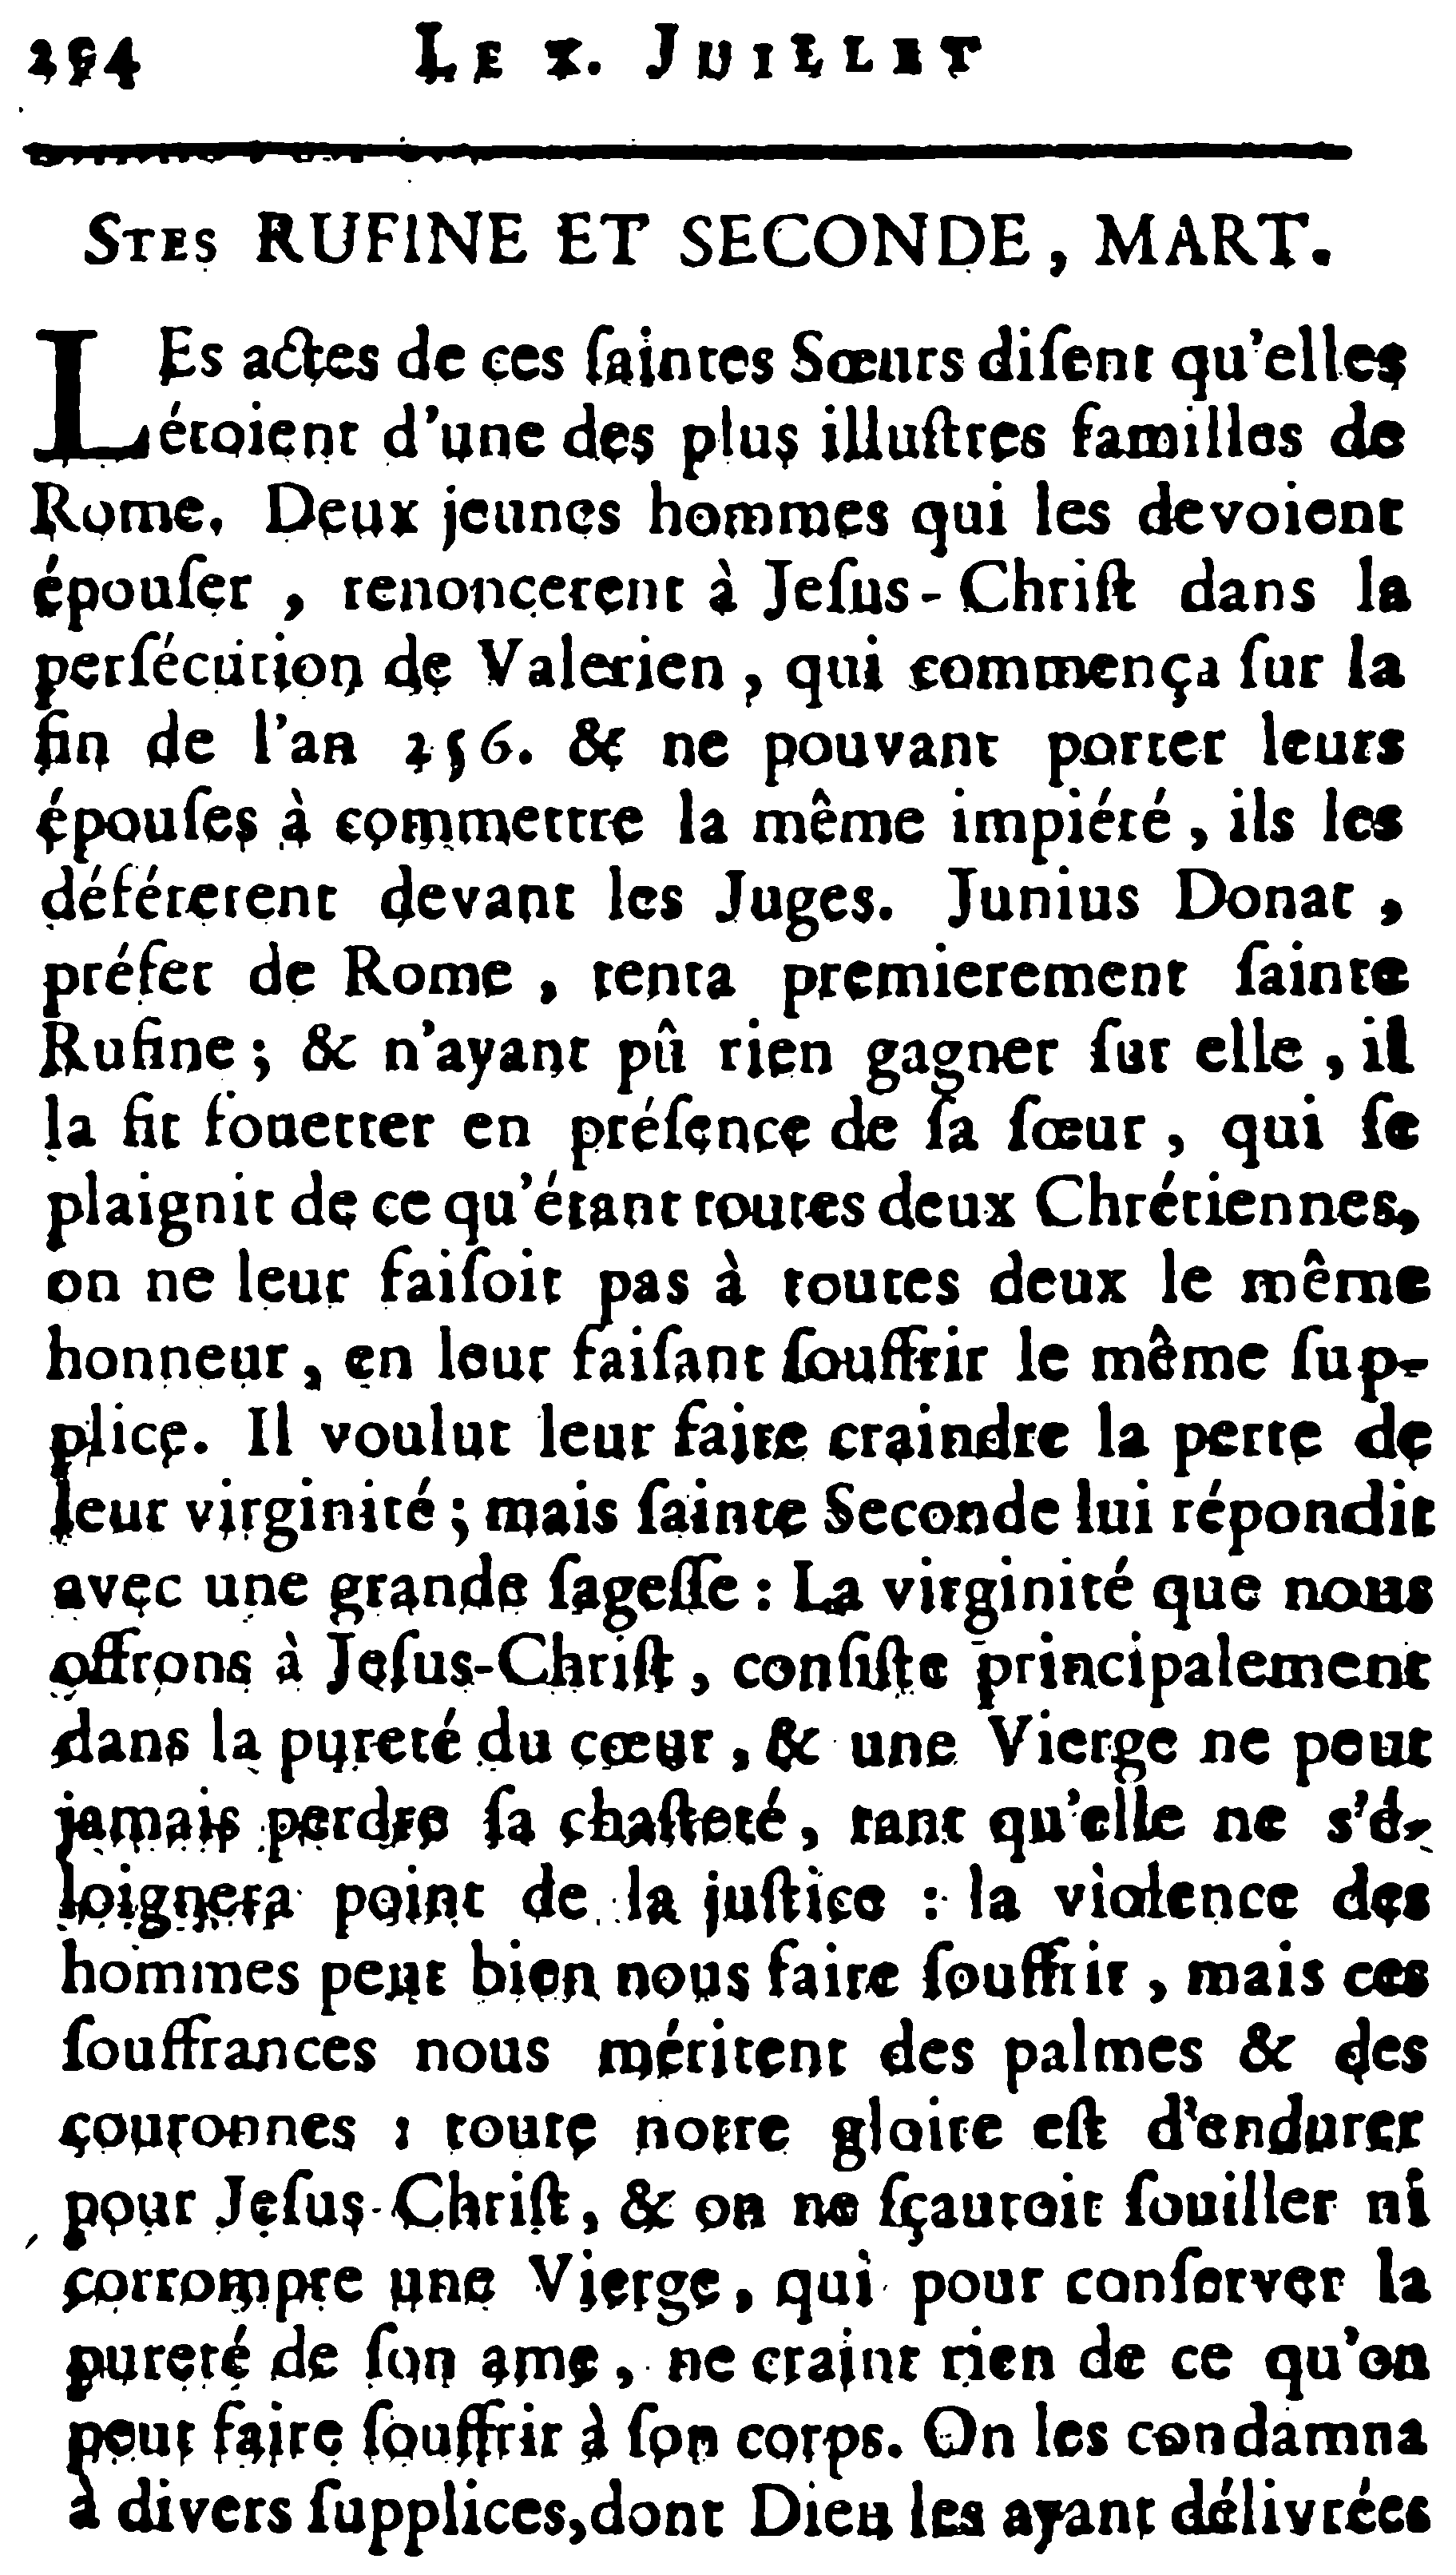 294 LE X. JUILLET
STES RUFINE ET SECONDE, MART.
LEs actes de ces ſaintes Sœurs diſent qu'elles
étoient d'une des plus illuſtres familles de
Rome. Deux jeunes hommes qui les devoient
épouſer, renoncerent à Jeſus-Chriſt dans la
perſécution de Valerien, qui commença ſur la
fin de l'an 256. & ne pouvant porter leurs
épouſes à commettre la même impiété, ils les
déférerent devant les Juges. Junius Donat,
préfet de Rome, tenta premierement ſainte
Rufine; & n'ayant pû rien gagner ſur elle, il
la fit fouetter en préſence de ſa ſœur, qui ſe
plaignit de ce qu'étant toutes deux Chrétiennes,
on ne leur faiſoit pas à toutes deux le même
honneur, en leur faiſant ſouffrir le même ſup-
plice. Il voulut leur faire craindre la perte de
leur virginité; mais ſainte Seconde lui répondit
avec une grande ſageſſe: La virginité que nous
offrons à Jeſus-Chriſt, conſiſte principalement
dans la pureté du cœur, & une Vierge ne peut
jamais perdre ſa chaſteté, tant qu'elle ne s'é-
loignera point de la juſtice: la violence des
hommes peut bien nous faire ſouffrir, mais ces
ſouffrances nous méritent des palmes & des
couronnes: toute notre gloire eſt d'endurer
pour Jeſus-Chriſt, & on ne ſçauroit ſouiller ni
corrompre une Vierge, qui pour conſerver la
pureté de ſon ame, ne craint rien de ce qu'on
peut faire ſouffrir à ſon corps. On les condamna
à divers ſupplices, dont Dieu les ayant délivrées